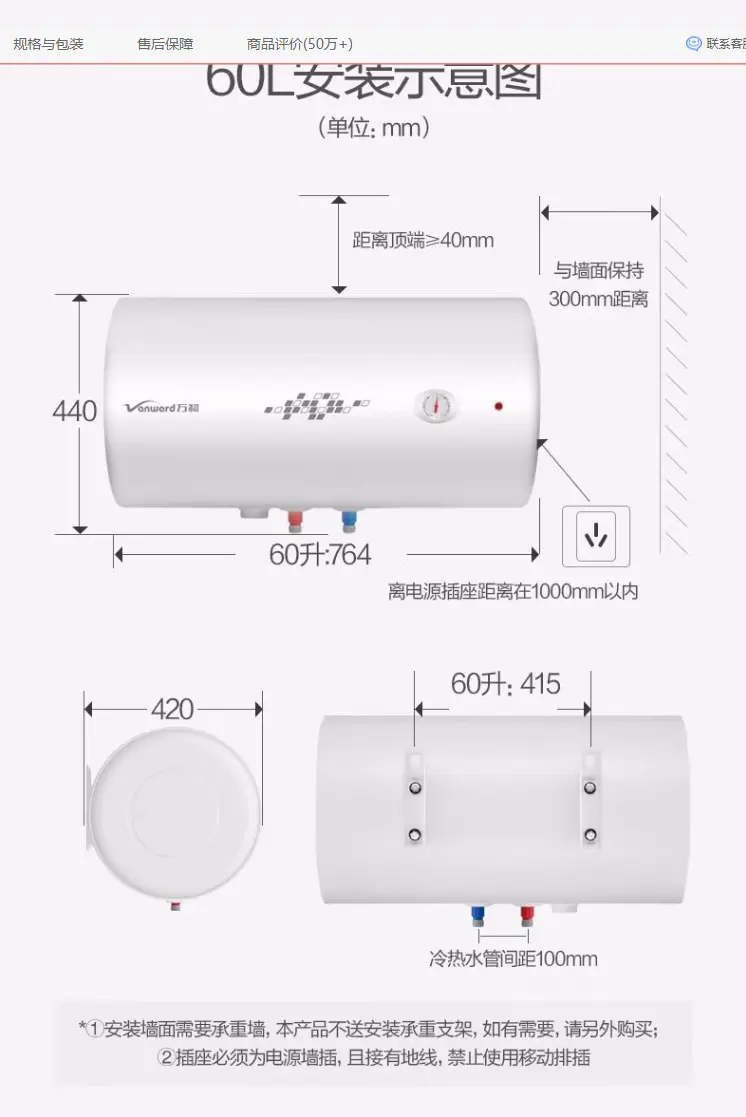 规格与包装 售后保障 商品评价(50万+) 联系客服
60L安装示意图
（单位: mm）
距离顶端≥40mm
与墙面保持
300mm距离
440
Vanward万和
60升:764
离电源插座距离在1000mm以内
420
60升: 415
冷热水管间距100mm
*①安装墙面需要承重墙, 本产品不送安装承重支架, 如有需要, 请另外购买;
②插座必须为电源墙插, 且接有地线, 禁止使用移动排插